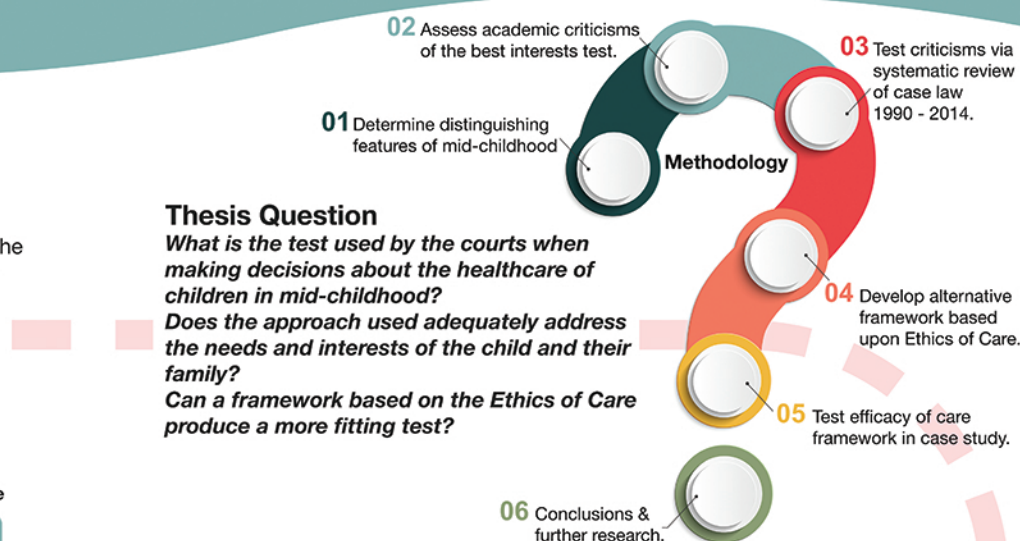 02 Assess academic criticisms
of the best interests test.
03 Test criticisms via
systematic review
of case law
1990 - 2014.
01 Determine distinguishing
features of mid-childhood
Methodology
Thesis Question
What is the test used by the courts when
making decisions about the healthcare of
children in mid-childhood?
Does the approach used adequately address
the needs and interests of the child and their
family?
Can a framework based on the Ethics of Care
produce a more fitting test?
he
04 Develop alternative
framework based
upon Ethics of Care.
05 Test efficacy of care
framework in case study.
e
06 Conclusions &
further research.